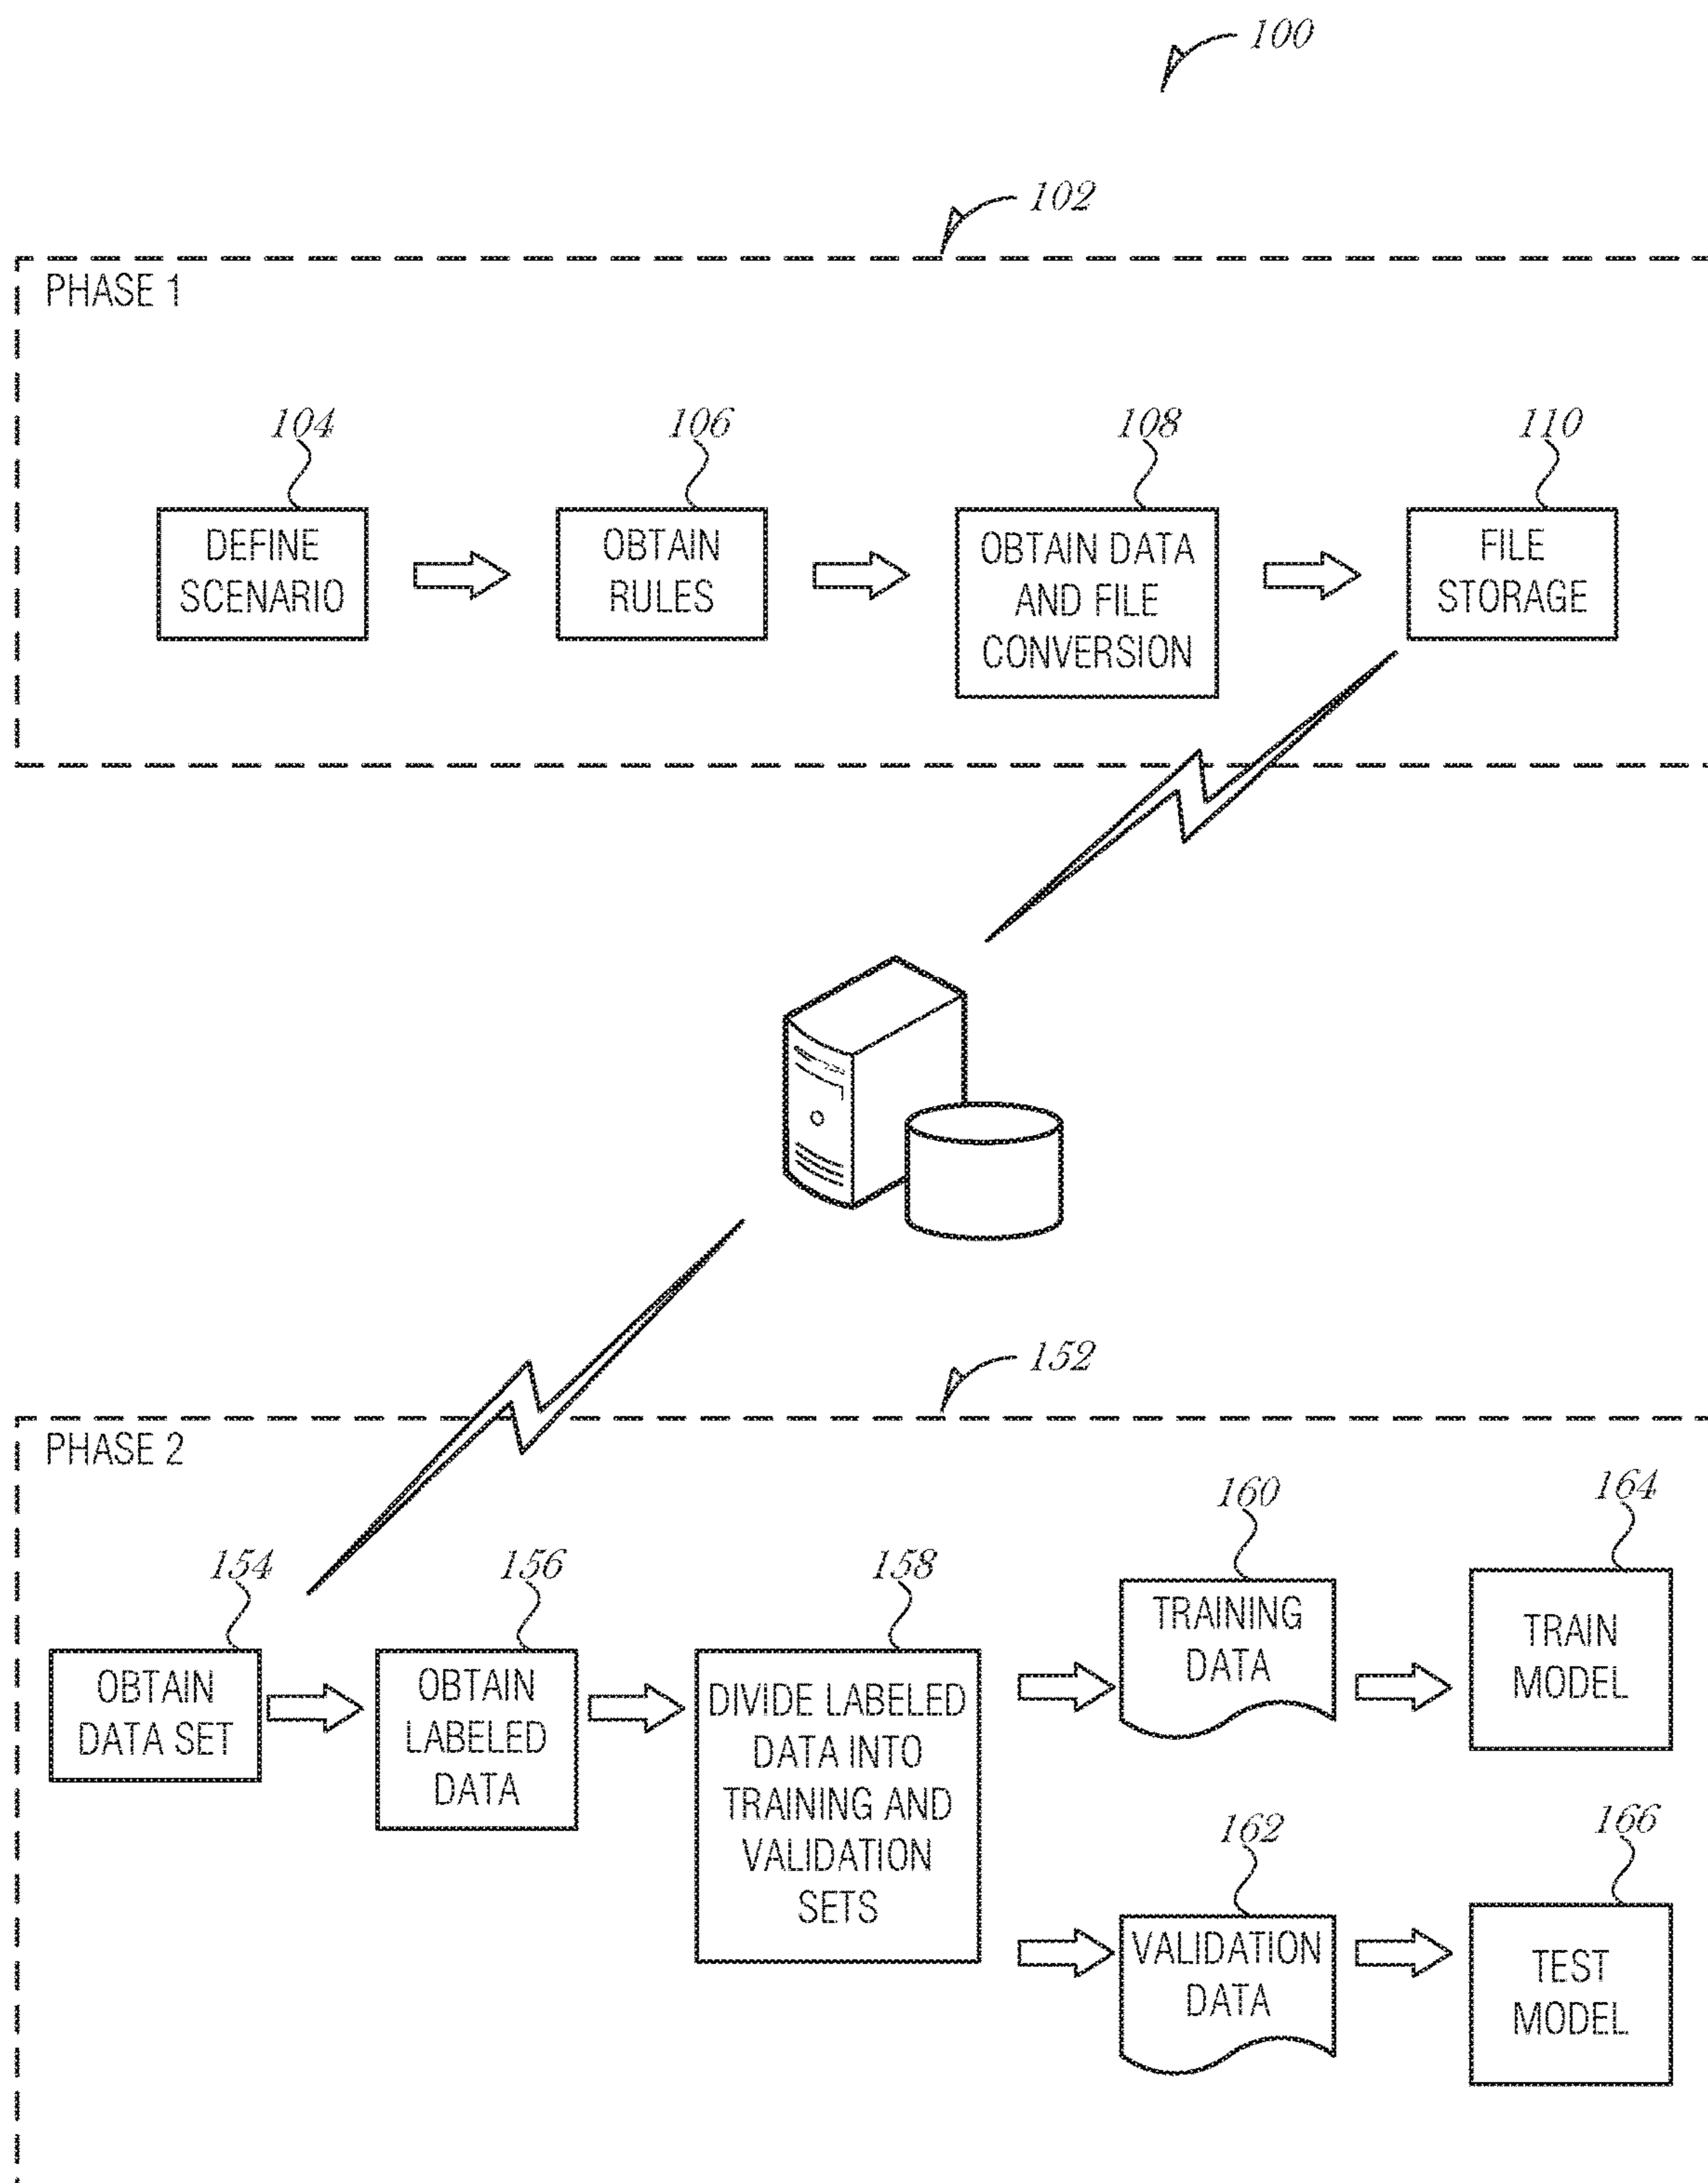 100
102
PHASE 1
104
106
108
110
DEFINE
SCENARIO
OBTAIN
RULES
OBTAIN DATA
AND FILE
CONVERSION
FILE
STORAGE
152
PHASE 2
154
156
158
160
164
OBTAIN
DATA SET
OBTAIN
LABELED
DATA
DIVIDE LABELED
DATA INTO
TRAINING AND
VALIDATION
SETS
TRAINING
DATA
TRAIN
MODEL
162
166
VALIDATION
DATA
TEST
MODEL